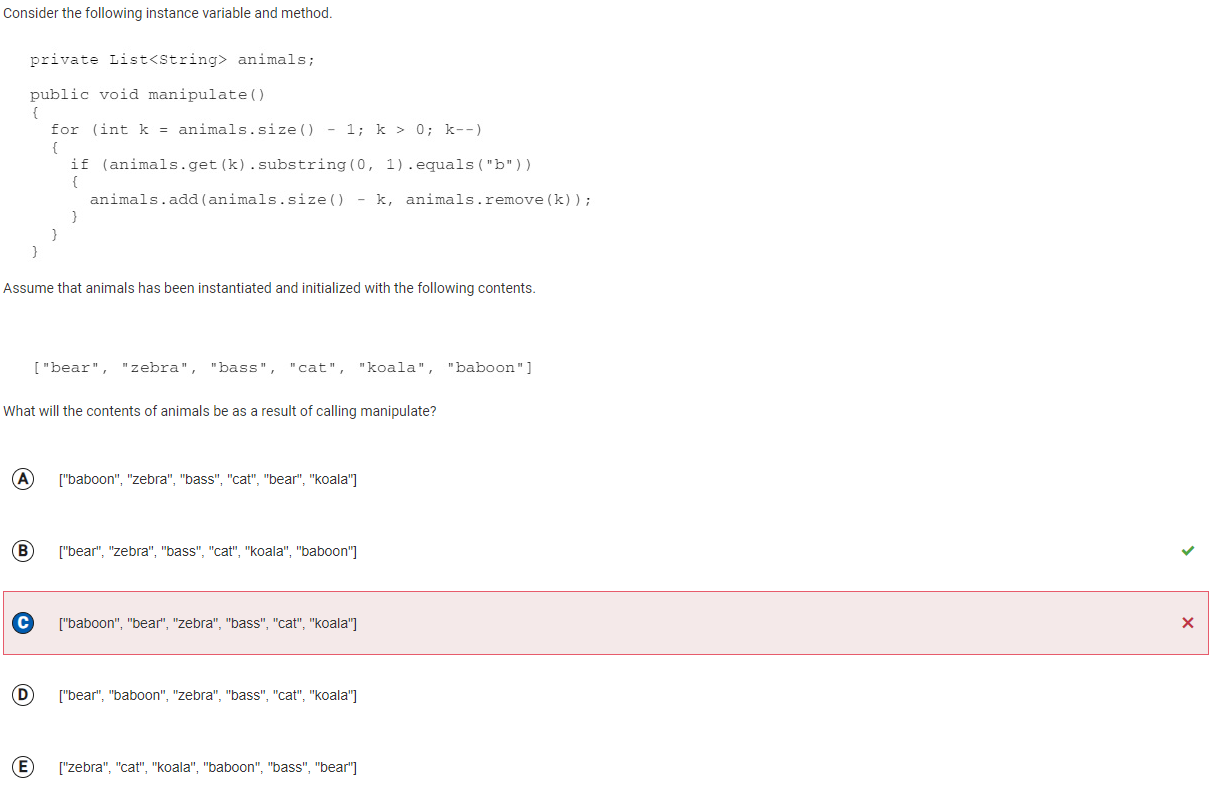 Consider the following instance variable and method.
private List<String> animals;
public void manipulate()
{
for (int k = animals.size() - 1; k > 0; k--)
{
if (animals.get(k).substring(0, 1).equals("b"))
{
animals.add(animals.size() - k, animals.remove(k));
}
}
}
Assume that animals has been instantiated and initialized with the following contents.
["bear", "zebra", "bass", "cat", "koala", "baboon"]
What will the contents of animals be as a result of calling manipulate?
A ["baboon", "zebra", "bass", "cat", "bear", "koala"]
B ["bear", "zebra", "bass", "cat", "koala", "baboon"]
C ["baboon", "bear", "zebra", "bass", "cat", "koala"]
D ["bear", "baboon", "zebra", "bass", "cat", "koala"]
E ["zebra", "cat", "koala", "baboon", "bass", "bear"]